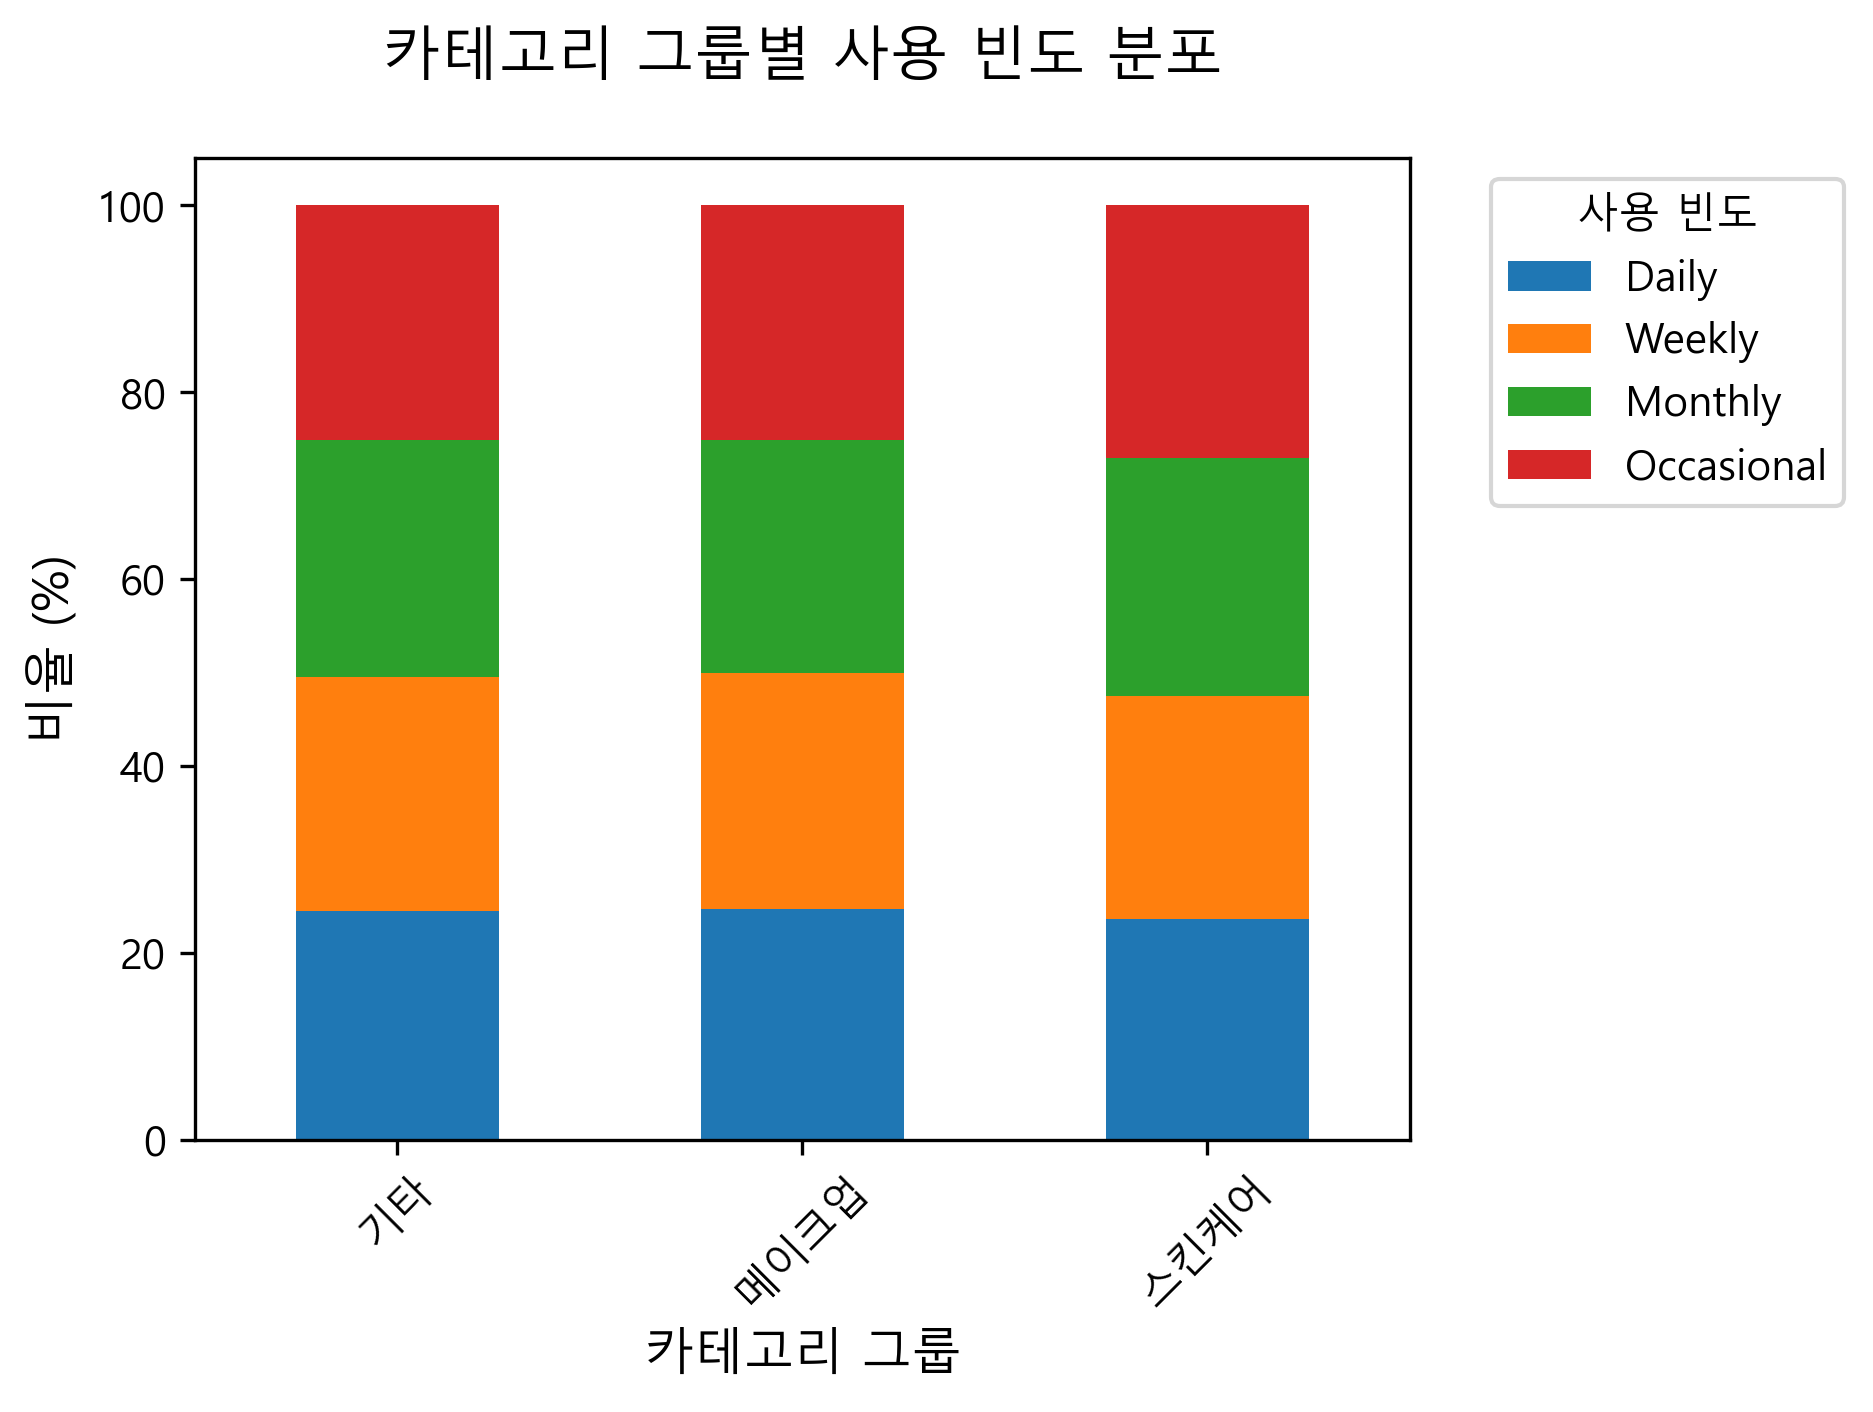 카테고리 그룹별 사용 빈도 분포
비율 (%)
100
80
60
40
20
0
기타
메이크업
스킨케어
카테고리 그룹
사용 빈도
Daily
Weekly
Monthly
Occasional